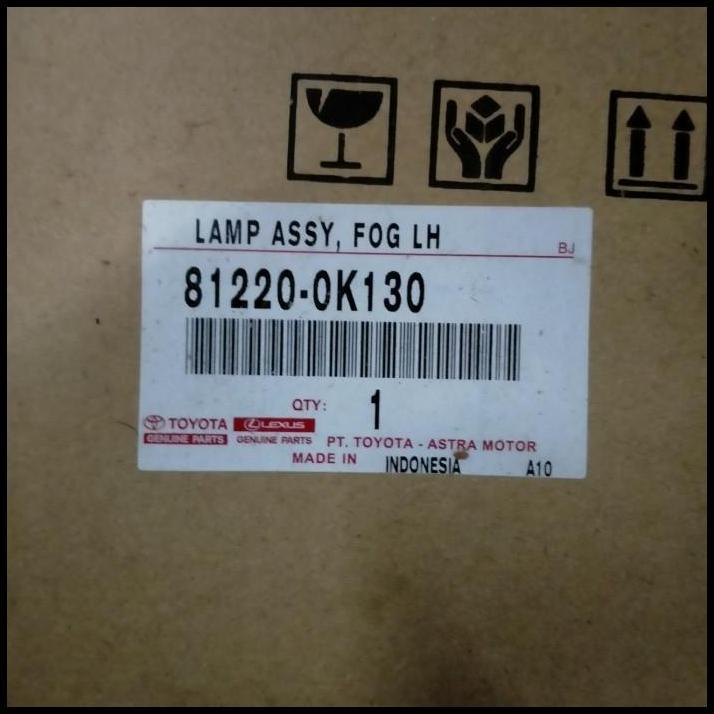 LAMP ASSY, FOG LH
BJ
81220-0K130
QTY: 1
TOYOTA
GENUINE PARTS
LEXUS
GENUINE PARTS
PT. TOYOTA - ASTRA MOTOR
MADE IN INDONESIA A10